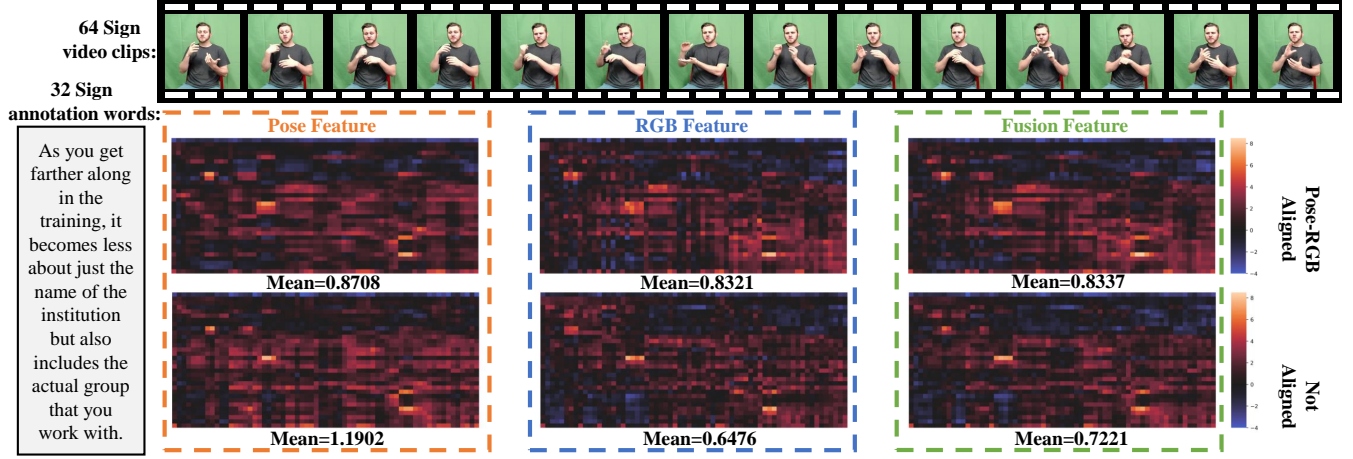 64 Sign
video clips:
32 Sign
annotation words:
As you get
farther along
in the
training, it
becomes less
about just the
name of the
institution
but also
includes the
actual group
that you
work with.
Pose Feature
RGB Feature
Fusion Feature
Mean=0.8708
Mean=0.8321
Mean=0.8337
8
6
4
2
0
−2
−4
Pose-RGB
Aligned
Mean=1.1902
Mean=0.6476
Mean=0.7221
8
6
4
2
0
−2
−4
Not
Aligned